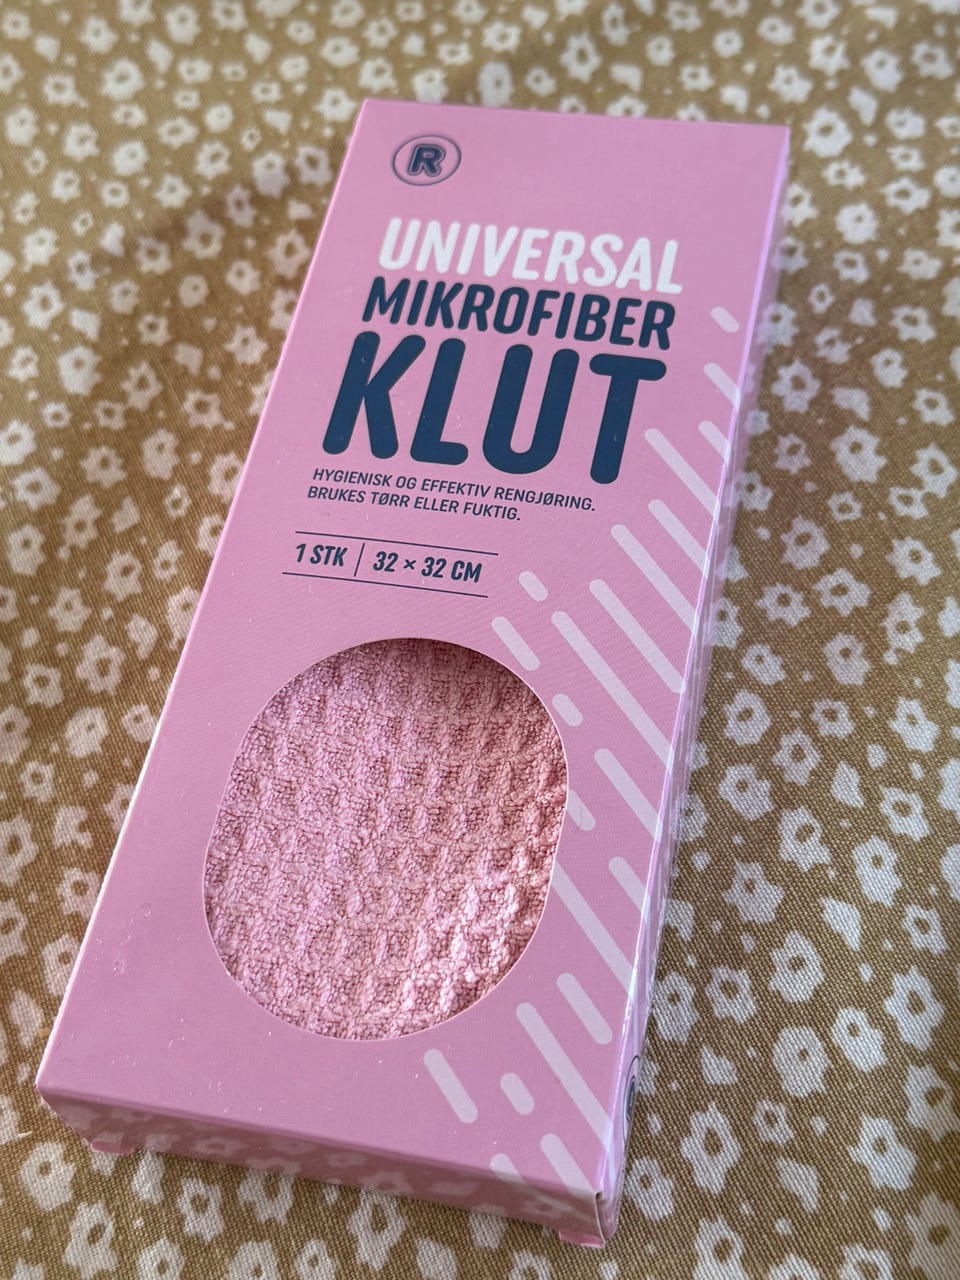 R
UNIVERSAL
MIKROFIBER
KLUT
HYGIENISK OG EFFEKTIV RENGJØRING.
BRUKES TØRR ELLER FUKTIG.
1 STK | 32 × 32 CM